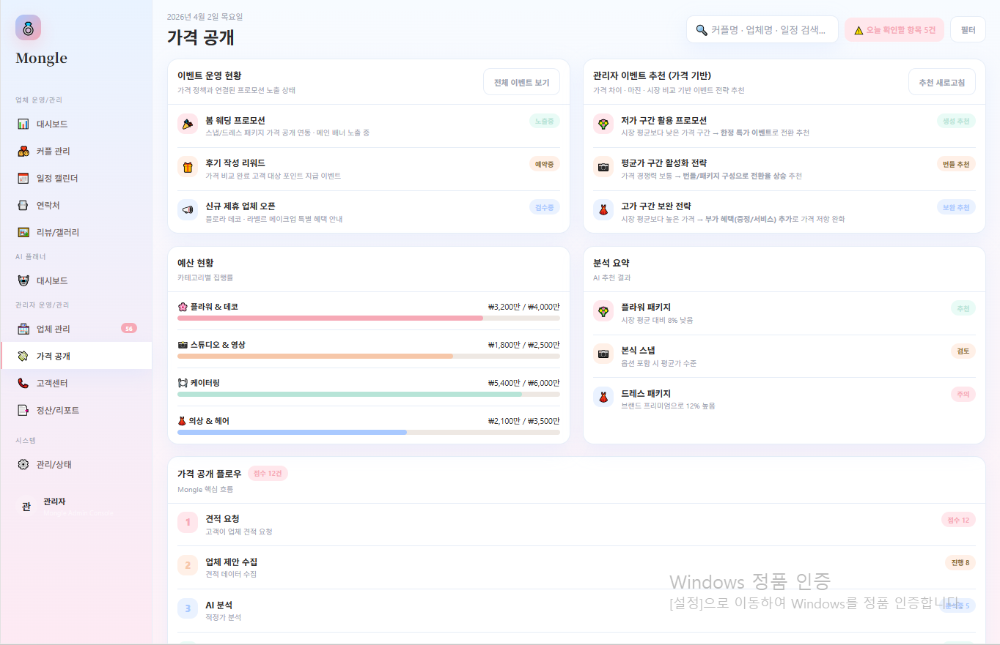 Mongle
업체 운영/관리
대시보드
커플 관리
일정 캘린더
연락처
리뷰/갤러리
AI 플래너
대시보드
관리자 운영/관리
업체 관리
56
가격 공개
고객센터
정산/리포트
시스템
관리/상태
관
관리자
2026년 4월 2일 목요일
가격 공개
커플명 · 업체명 · 일정 검색...
오늘 확인할 항목 5건
필터
이벤트 운영 현황
가격 정책과 연결된 프로모션 노출 상태
전체 이벤트 보기
봄 웨딩 프로모션
스냅/드레스 패키지 가격 공개 연동 · 메인 배너 노출 중
노출중
후기 작성 리워드
가격 비교 완료 고객 대상 포인트 지급 이벤트
예약중
신규 제휴 업체 오픈
플로라 데코 · 라벨르 메이크업 특별 혜택 안내
검수중
관리자 이벤트 추천 (가격 기반)
가격 차이 · 마진 · 시장 비교 기반 이벤트 전략 추천
추천 새로고침
저가 구간 활용 프로모션
시장 평균보다 낮은 가격 구간 → 한정 특가 이벤트로 전환 추천
생성 추천
평균가 구간 활성화 전략
가격 경쟁력 보통 → 번들/패키지 구성으로 전환율 상승 추천
번들 추천
고가 구간 보완 전략
시장 평균보다 높은 가격 → 부가 혜택(증정/서비스) 추가로 가격 저항 완화
보완 추천
예산 현황
카테고리별 집행률
플라워 & 데코
₩3,200만 / ₩4,000만
스튜디오 & 영상
₩1,800만 / ₩2,500만
케이터링
₩5,400만 / ₩6,000만
의상 & 헤어
₩2,100만 / ₩3,500만
분석 요약
AI 추천 결과
플라워 패키지
시장 평균 대비 8% 낮음
추천
본식 스냅
옵션 포함 시 평균가 수준
검토
드레스 패키지
브랜드 프리미엄으로 12% 높음
주의
가격 공개 플로우
접수 12건
Mongle 핵심 흐름
1
견적 요청
고객이 업체 견적 요청
접수 12
2
업체 제안 수집
견적 데이터 수집
진행 8
3
AI 분석
적정가 분석
Windows 정품 인증
[설정]으로 이동하여 Windows를 정품 인증합니다.